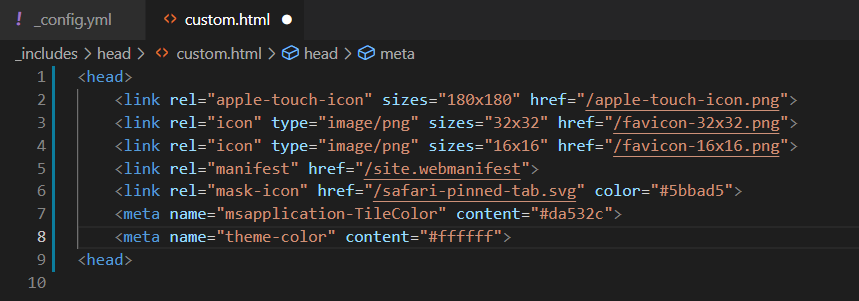 ! _config.yml <> custom.html ●
_includes > head > <> custom.html > head > meta
1 <head>
2 <link rel="apple-touch-icon" sizes="180x180" href="/apple-touch-icon.png">
3 <link rel="icon" type="image/png" sizes="32x32" href="/favicon-32x32.png">
4 <link rel="icon" type="image/png" sizes="16x16" href="/favicon-16x16.png">
5 <link rel="manifest" href="/site.webmanifest">
6 <link rel="mask-icon" href="/safari-pinned-tab.svg" color="#5bbad5">
7 <meta name="msapplication-TileColor" content="#da532c">
8 <meta name="theme-color" content="#ffffff">
9 <head>
10